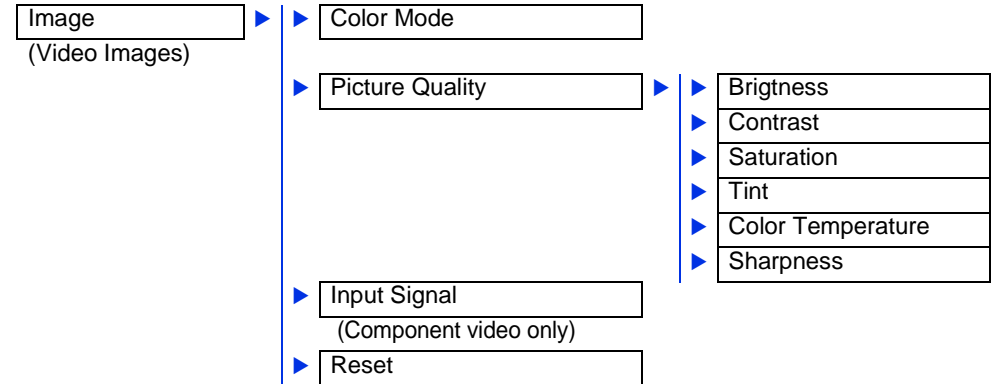 Image
Color Mode
(Video Images)
Picture Quality
Brigtness
Contrast
Saturation
Tint
Color Temperature
Sharpness
Input Signal
(Component video only)
Reset